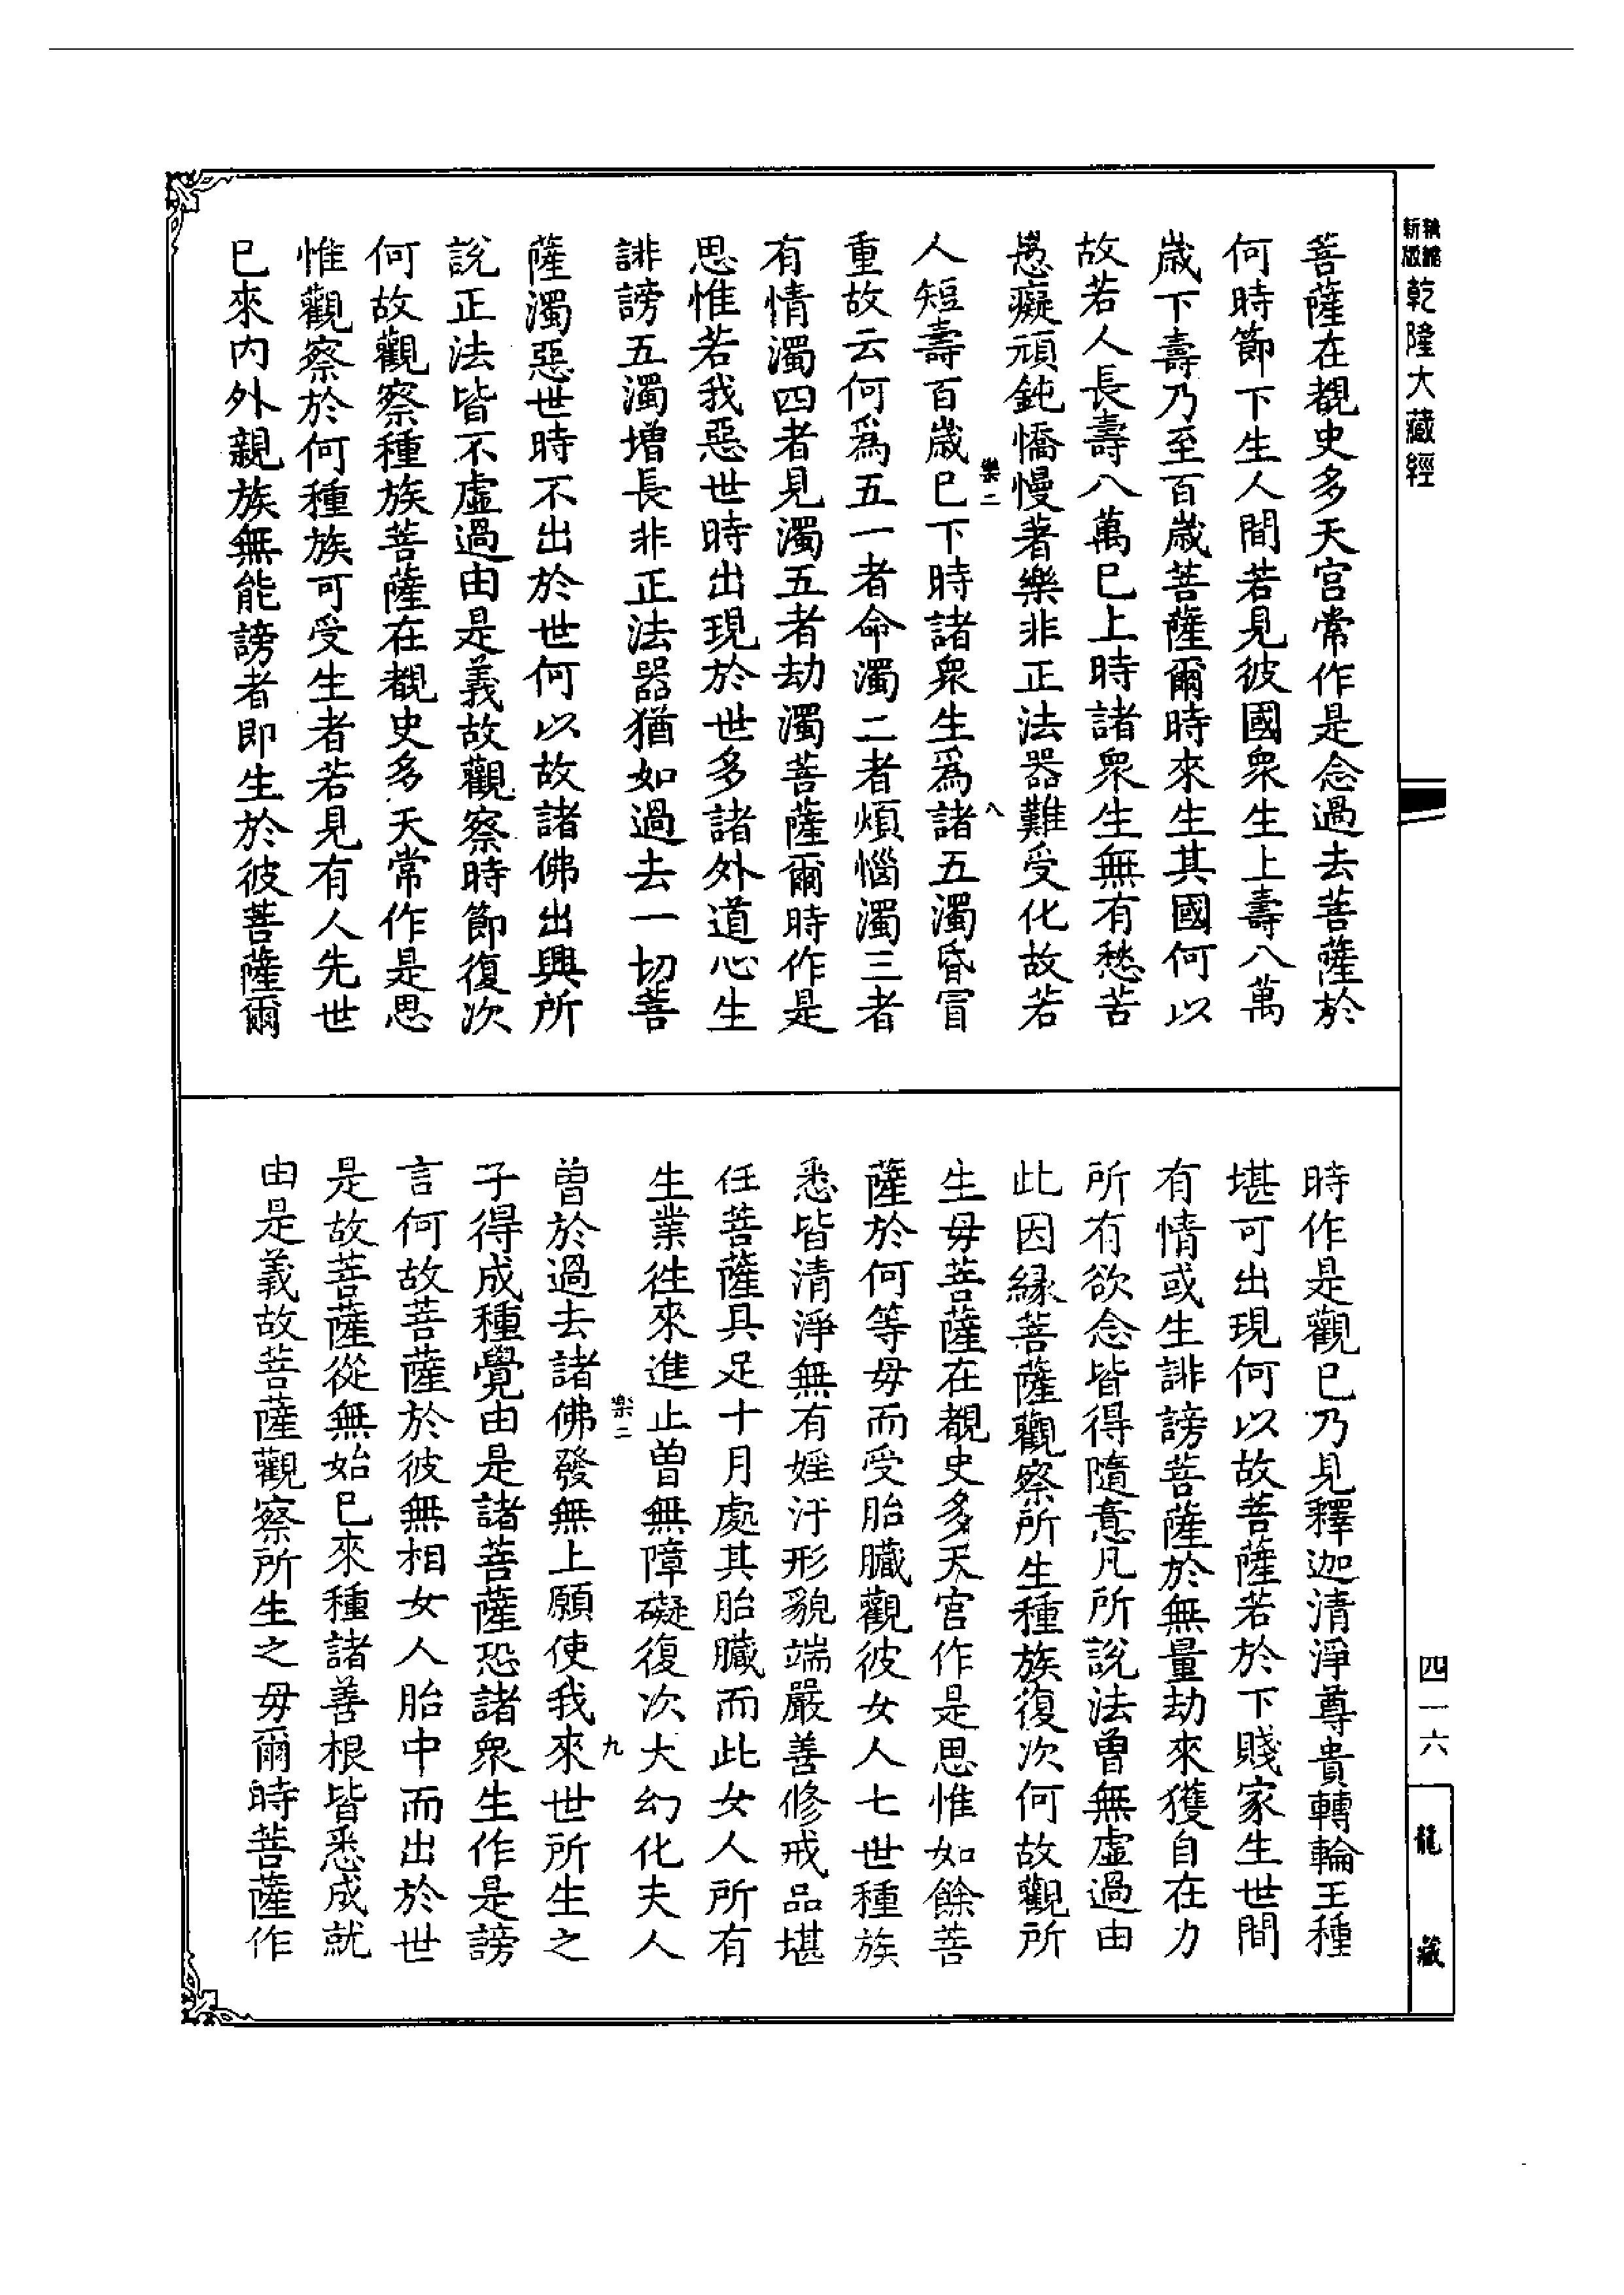 新版 精縮 乾隆大藏經
菩薩在覩史多天宮常作是念過去菩薩於
何時節下生人間若見彼國衆生上壽八萬
歲下壽乃至百歲菩薩爾時來生其國何以
故若人長壽八萬已上時諸衆生無有愁苦
愚癡頑鈍憍慢著樂非正法器難受化故若
樂二
八
人短壽百歲已下時諸衆生爲諸五濁昏冒
重故云何爲五一者命濁二者煩惱濁三者
有情濁四者見濁五者劫濁菩薩爾時作是
思惟若我惡世時出現於世多諸外道心生
誹謗五濁增長非正法器猶如過去一切菩
薩濁惡世時不出於世何以故諸佛出興所
說正法皆不虛過由是義故觀察時節復次
何故觀察種族菩薩在覩史多天常作是思
惟觀察於何種族可受生者若見有人先世
已來内外親族無能謗者即生於彼菩薩爾
時作是觀已乃見釋迦清淨尊貴轉輪王種
堪可出現何以故菩薩若於下賤家生世間
有情或生誹謗菩薩於無量劫來獲自在力
所有欲念皆得隨意凡所說法曾無虛過由
此因緣菩薩觀察所生種族復次何故觀所
生母菩薩在覩史多天宮作是思惟如餘菩
薩於何等母而受胎臟觀彼女人七世種族
悉皆清淨無有婬汙形貌端嚴善修戒品堪
任菩薩具足十月處其胎臟而此女人所有
生業徃來進止曾無障礙復次大幻化夫人
樂二
九
曾於過去諸佛發無上願使我來世所生之
子得成種覺由是諸菩薩恐諸衆生作是謗
言何故菩薩於彼無相女人胎中而出於世
是故菩薩從無始已來種諸善根皆悉成就
由是義故菩薩觀察所生之母爾時菩薩作
四一六
龍藏